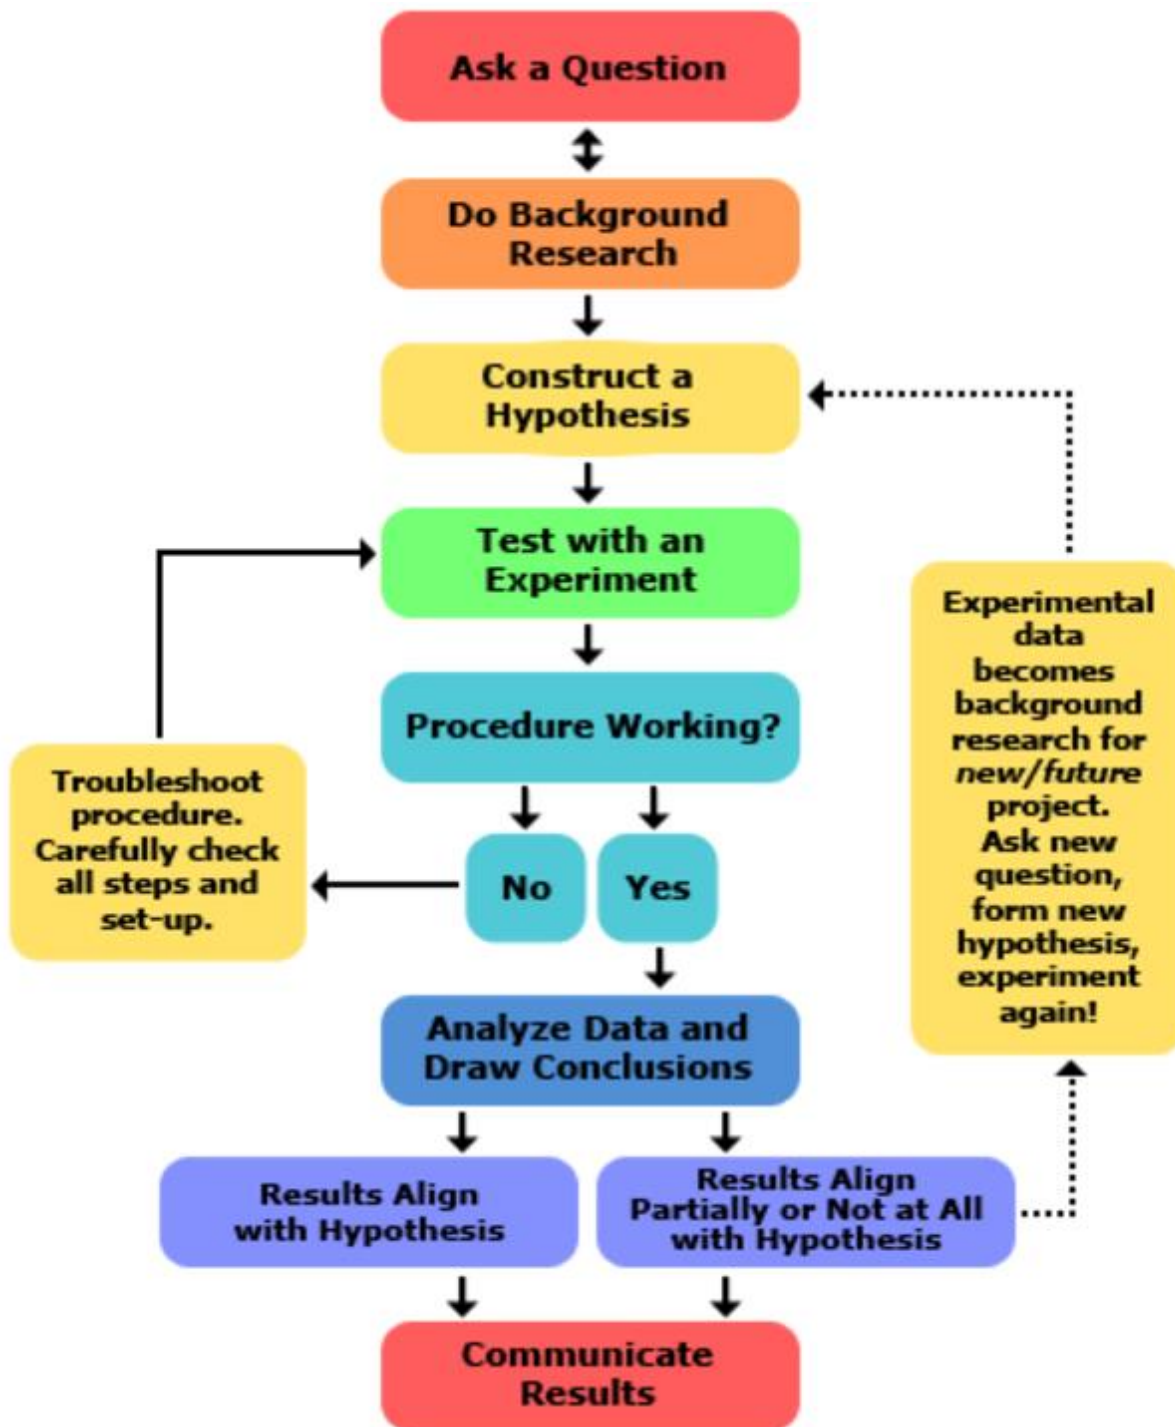 Ask a Question
Do Background
Research
Construct a
Hypothesis
Test with an
Experiment
Procedure Working?
No
Yes
Troubleshoot
procedure.
Carefully check
all steps and
set-up.
Experimental
data
becomes
background
research for
new/future
project.
Ask new
question,
form new
hypothesis,
experiment
again!
Analyze Data and
Draw Conclusions
Results Align
with Hypothesis
Results Align
Partially or Not at All
with Hypothesis
Communicate
Results